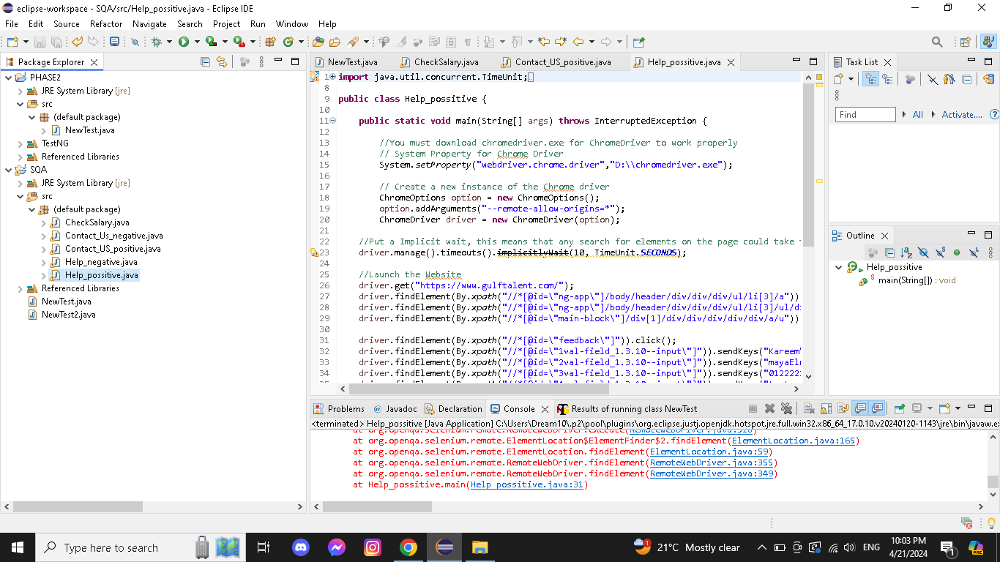 eclipse-workspace - SQA/src/Help_possitive.java - Eclipse IDE
File Edit Source Refactor Navigate Search Project Run Window Help
Package Explorer
PHASE2
JRE System Library [jre]
src
(default package)
NewTest.java
TestNG
Referenced Libraries
SQA
JRE System Library [jre]
src
(default package)
CheckSalary.java
Contact_Us_negative.java
Contact_US_positive.java
Help_negative.java
Help_possitive.java
Referenced Libraries
NewTest.java
NewTest2.java
NewTest.java CheckSalary.java Contact_US_positive.java Help_possitive.java
1 import java.util.concurrent.TimeUnit;
8
9 public class Help_possitive {
10
11 public static void main(String[] args) throws InterruptedException {
12
13 //You must download chromedriver.exe for ChromeDriver to work properly
14 // System Property for Chrome Driver
15 System.setProperty("webdriver.chrome.driver","D:\\chromedriver.exe");
16
17 // Create a new instance of the Chrome driver
18 ChromeOptions option = new ChromeOptions();
19 option.addArguments("--remote-allow-origins=*");
20 ChromeDriver driver = new ChromeDriver(option);
21
22 //Put a Implicit wait, this means that any search for elements on the page could take
23 driver.manage().timeouts().implicitlyWait(10, TimeUnit.SECONDS);
24
25 //Launch the Website
26 driver.get("https://www.gulftalent.com/");
27 driver.findElement(By.xpath("//*[@id=\"ng-app\"]/body/header/div/div/div/ul/li[3]/a"))
28 driver.findElement(By.xpath("//*[@id=\"ng-app\"]/body/header/div/div/div/ul/li[3]/ul/d
29 driver.findElement(By.xpath("//*[@id=\"main-block\"]/div[1]/div/div/div/div/div/a/u"))
30
31 driver.findElement(By.xpath("//*[@id=\"feedback\"]")).click();
32 driver.findElement(By.xpath("//*[@id=\"1val-field_1.3.10--input\"]")).sendKeys("Kareem
33 driver.findElement(By.xpath("//*[@id=\"2val-field_1.3.10--input\"]")).sendKeys("mayaEl
34 driver.findElement(By.xpath("//*[@id=\"3val-field_1.3.10--input\"]")).sendKeys("012222
Task List
Find All Activate...
Outline
Help_possitive
main(String[]) : void
Problems Javadoc Declaration Console Results of running class NewTest
<terminated> Help_possitive [Java Application] C:\Users\Dream10\.p2\pool\plugins\org.eclipse.justj.openjdk.hotspot.jre.full.win32.x86_64_17.0.10.v20240120-1143\jre\bin\javaw.ex
at org.openqa.selenium.remote.ElementLocation$ElementFinder$2.findElement(ElementLocation.java:165)
at org.openqa.selenium.remote.ElementLocation.findElement(ElementLocation.java:59)
at org.openqa.selenium.remote.RemoteWebDriver.findElement(RemoteWebDriver.java:355)
at org.openqa.selenium.remote.RemoteWebDriver.findElement(RemoteWebDriver.java:349)
at Help_possitive.main(Help_possitive.java:31)
Type here to search
21°C Mostly clear
ENG
10:03 PM
4/21/2024
1